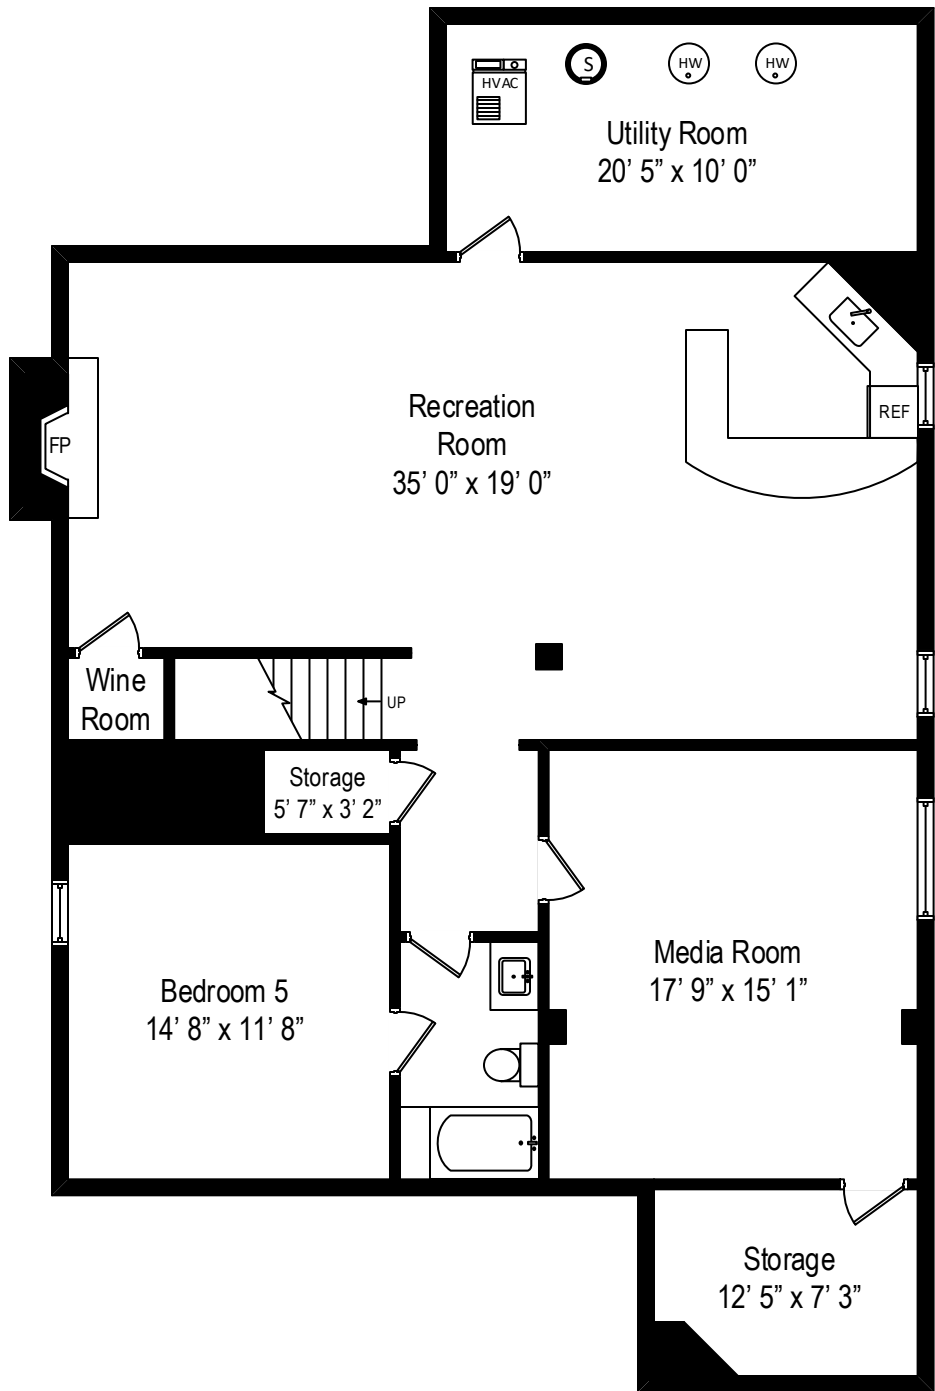 HVAC
S
HW
HW
Utility Room
20’ 5” x 10’ 0”
Recreation
Room
35’ 0” x 19’ 0”
REF
FP
Wine
Room
UP
Storage
5’ 7” x 3’ 2”
Media Room
17’ 9” x 15’ 1”
Bedroom 5
14’ 8” x 11’ 8”
Storage
12’ 5” x 7’ 3”